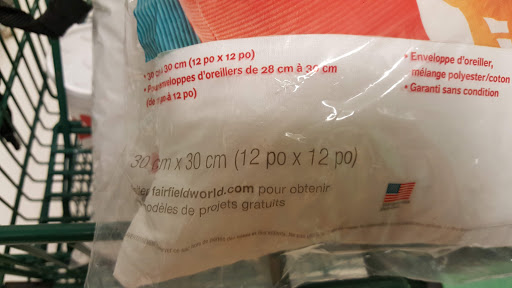 30 cm x 30 cm (12 po x 12 po)
enveloppes d'oreillers de 28 cm à 30 cm
à 12 po)
• Enveloppe d'oreiller,
mélange polyester/coton
• Garanti sans condition
30 cm x 30 cm (12 po x 12 po)
fairfieldworld.com pour obtenir
modèles de projets gratuits